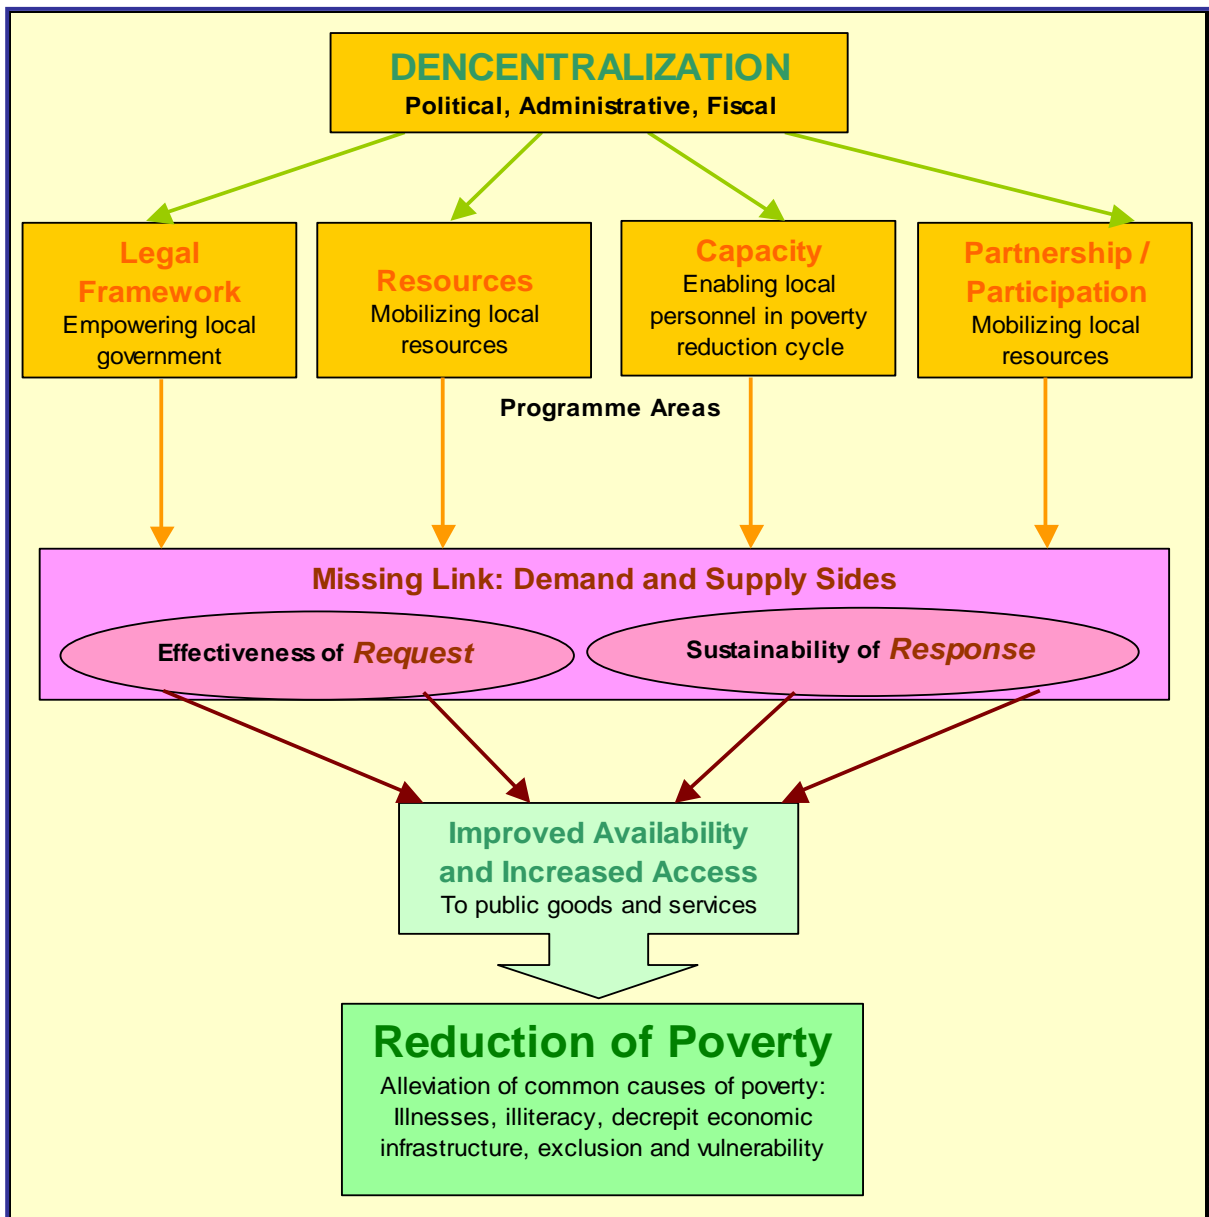 DENCENTRALIZATION
Political, Administrative, Fiscal
Legal
Framework
Empowering local
government
Resources
Mobilizing local
resources
Capacity
Enabling local
personnel in poverty
reduction cycle
Partnership /
Participation
Mobilizing local
resources
Programme Areas
Missing Link: Demand and Supply Sides
Effectiveness of Request
Sustainability of Response
Improved Availability
and Increased Access
To public goods and services
Reduction of Poverty
Alleviation of common causes of poverty:
Illnesses, illiteracy, decrepit economic
infrastructure, exclusion and vulnerability